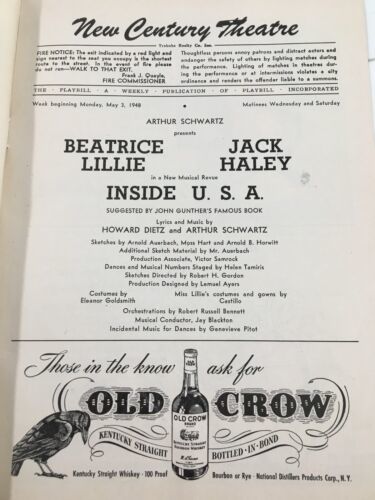 New Century Theatre
Trebuhs Realty Co. Inc.
FIRE NOTICE: The exit indicated by a red light and
sign nearest to the seat you occupy is the shortest
route to the street. In the event of fire please
do not run—WALK TO THAT EXIT.
Frank J. Quayle,
FIRE COMMISSIONER
Thoughtless persons annoy patrons and distract actors and
endanger the safety of others by lighting matches during
the performance. Lighting of matches in theatres dur-
ing the performance or at intermissions violates a city
ordinance and renders the offender liable to a summons.
THE · PLAYBILL · A · WEEKLY · PUBLICATION · OF · PLAYBILL · INCORPORATED
Week beginning Monday, May 3, 1948 • Matinees Wednesday and Saturday
ARTHUR SCHWARTZ
presents
BEATRICE JACK
LILLIE HALEY
in a New Musical Revue
INSIDE U. S. A.
SUGGESTED BY JOHN GUNTHER'S FAMOUS BOOK
Lyrics and Music by
HOWARD DIETZ and ARTHUR SCHWARTZ
Sketches by Arnold Auerbach, Moss Hart and Arnold B. Horwitt
Additional Sketch Material by Mr. Auerbach
Production Associate, Victor Samrock
Dances and Musical Numbers Staged by Helen Tamiris
Sketches Directed by Robert H. Gordon
Production Designed by Lemuel Ayers
Costumes by Miss Lillie's costumes and gowns by
Eleanor Goldsmith Castillo
Orchestrations by Robert Russell Bennett
Musical Conductor, Jay Blackton
Incidental Music for Dances by Genevieve Pitot
Those in the know ask for
OLD CROW
OLD CROW
BRAND
KENTUCKY STRAIGHT
BOURBON WHISKEY
KENTUCKY STRAIGHT BOTTLED·IN·BOND
Kentucky Straight Whiskey · 100 Proof Bourbon or Rye · National Distillers Products Corp., N.Y.